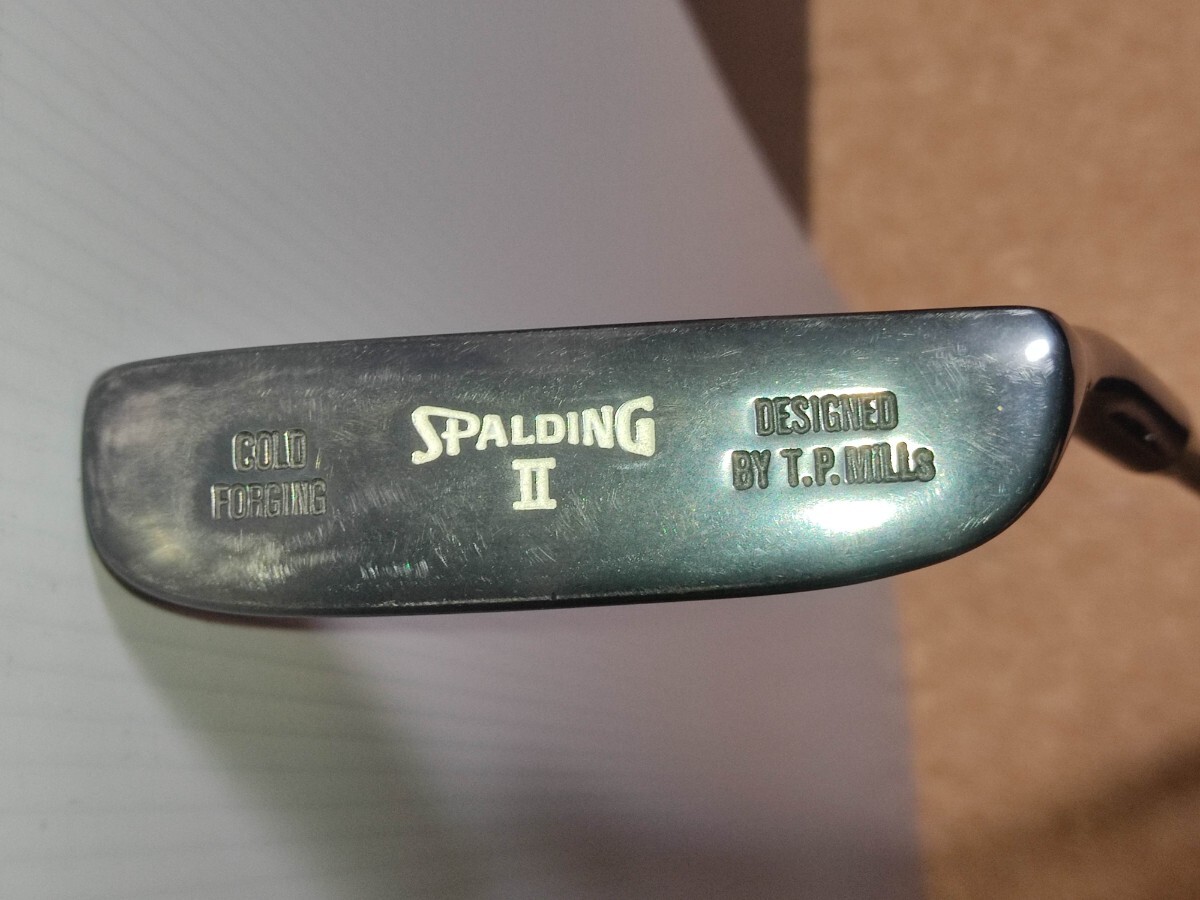 COLD
FORGING
SPALDING
II
DESIGNED
BY T.P.MILLS